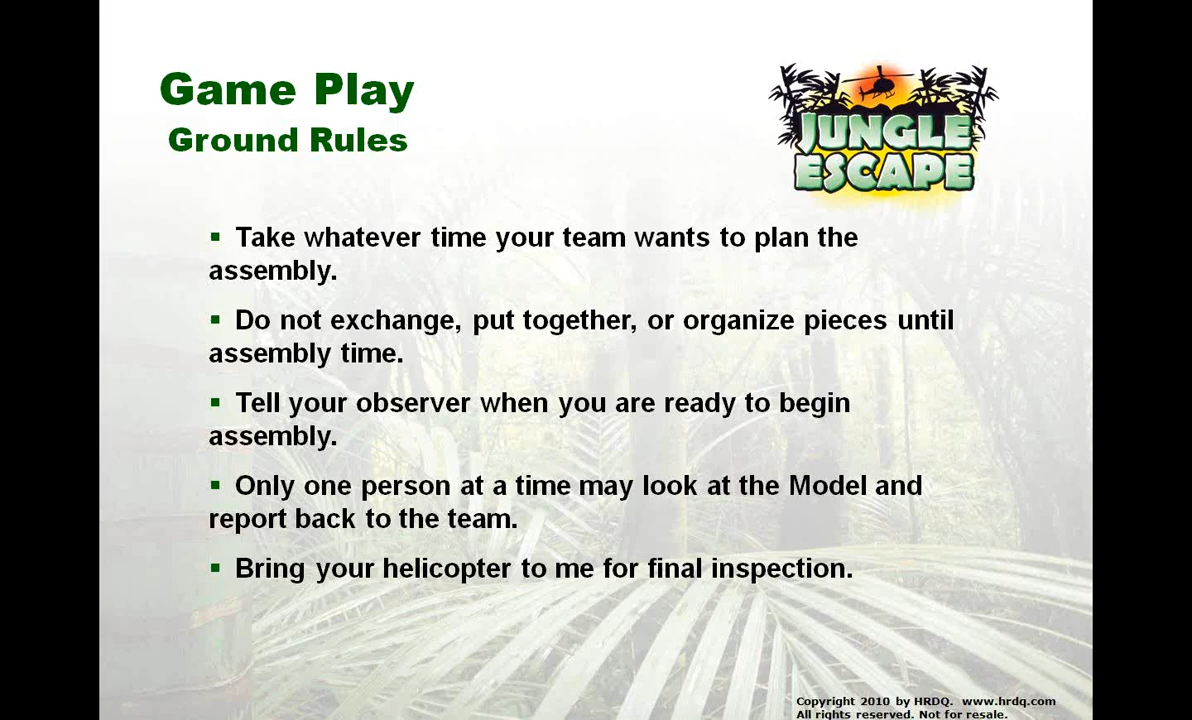 Game Play
Ground Rules
JUNGLE
ESCAPE
▪ Take whatever time your team wants to plan the
assembly.
▪ Do not exchange, put together, or organize pieces until
assembly time.
▪ Tell your observer when you are ready to begin
assembly.
▪ Only one person at a time may look at the Model and
report back to the team.
▪ Bring your helicopter to me for final inspection.
Copyright 2010 by HRDQ. www.hrdq.com
All rights reserved. Not for resale.